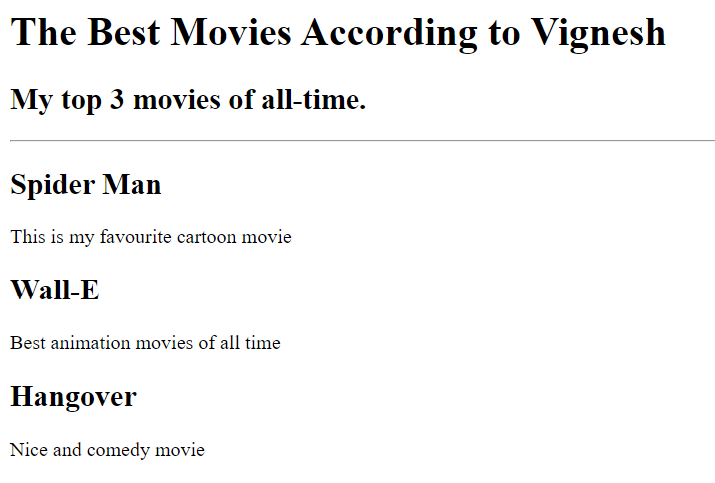 The Best Movies According to Vignesh
My top 3 movies of all-time.
Spider Man
This is my favourite cartoon movie
Wall-E
Best animation movies of all time
Hangover
Nice and comedy movie